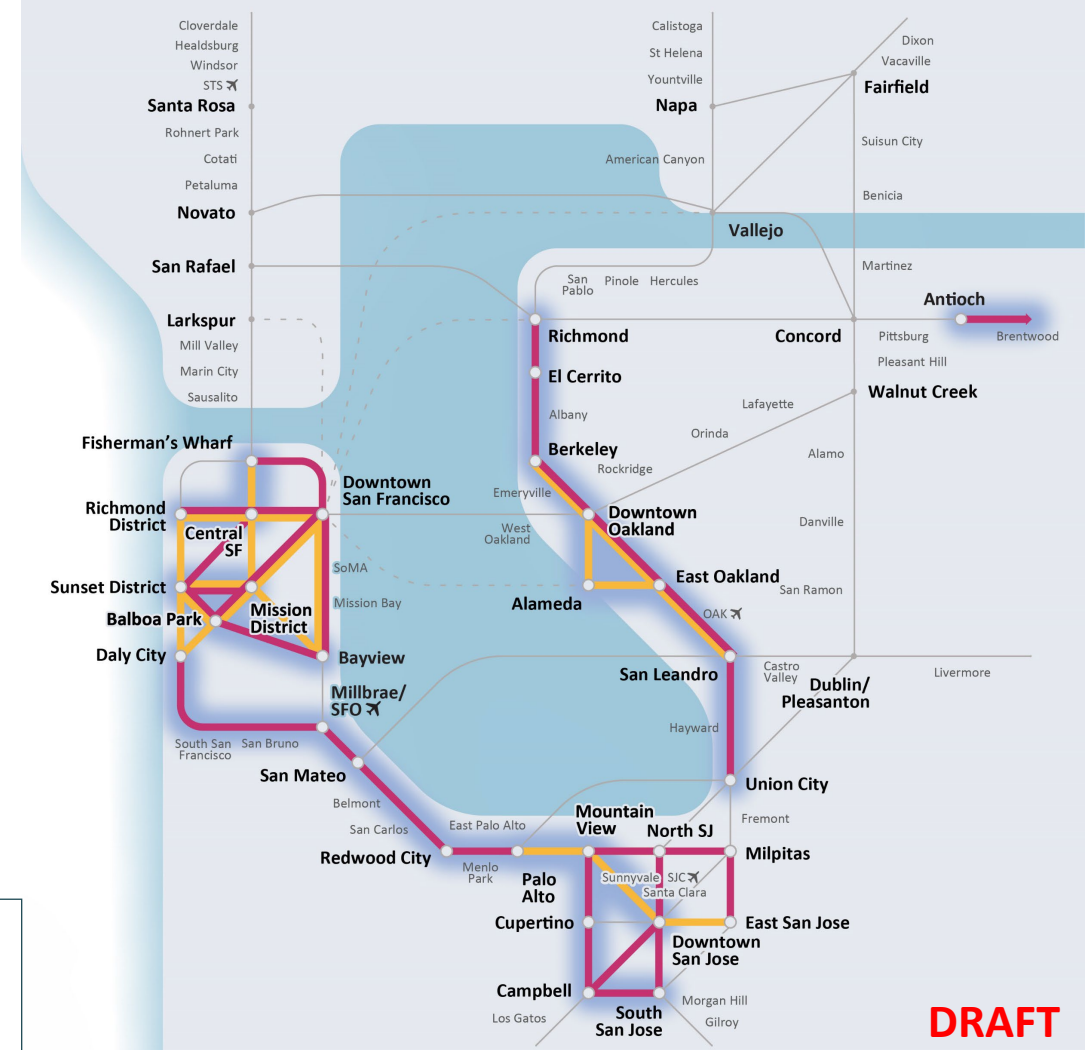 Cloverdale
Healdsburg
Windsor
STS
Santa Rosa
Rohnert Park
Cotati
Petaluma
Novato
San Rafael
Larkspur
Mill Valley
Marin City
Sausalito
Calistoga
St Helena
Yountville
Napa
American Canyon
Vallejo
Dixon
Vacaville
Fairfield
Suisun City
Benicia
Martinez
San
Pablo
Pinole
Hercules
Richmond
El Cerrito
Albany
Berkeley
Concord
Antioch
Pittsburg
Brentwood
Pleasant Hill
Walnut Creek
Lafayette
Orinda
Rockridge
Emeryville
Alamo
Danville
San Ramon
Fisherman's Wharf
Richmond
District
Central
SF
Downtown
San Francisco
West
Oakland
Downtown
Oakland
Sunset District
SoMA
Balboa Park
Mission
District
Mission Bay
Daly City
Bayview
Alameda
East Oakland
OAK
San Leandro
Castro
Valley
Dublin/
Pleasanton
Livermore
Millbrae/
SFO
South San
Francisco
San Bruno
Hayward
San Mateo
Belmont
San Carlos
Union City
Fremont
East Palo Alto
Mountain
View
North SJ
Milpitas
Redwood City
Menlo
Park
Palo
Alto
Sunnyvale
SJC
Santa Clara
Cupertino
East San Jose
Downtown
San Jose
Campbell
Los Gatos
South
San Jose
Morgan Hill
Gilroy
DRAFT